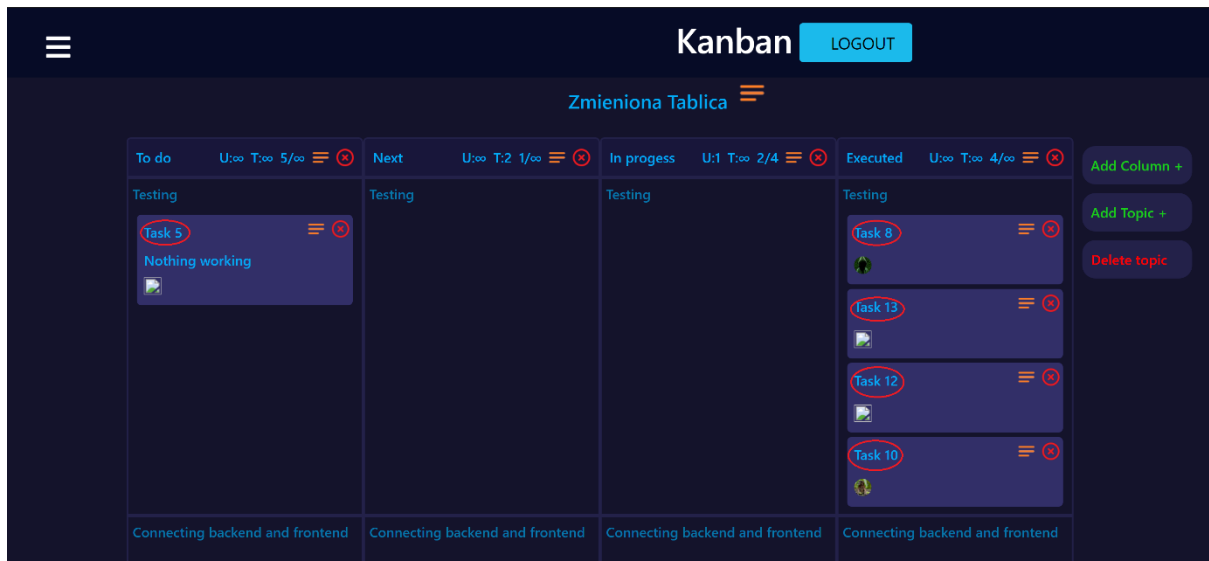 Kanban LOGOUT
Zmieniona Tablica
To do U:∞ T:∞ 5/∞
Next U:∞ T:2 1/∞
In progess U:1 T:∞ 2/4
Executed U:∞ T:∞ 4/∞
Add Column +
Add Topic +
Delete topic
Testing
Task 5
Nothing working
Testing
Testing
Testing
Task 8
Task 13
Task 12
Task 10
Connecting backend and frontend
Connecting backend and frontend
Connecting backend and frontend
Connecting backend and frontend